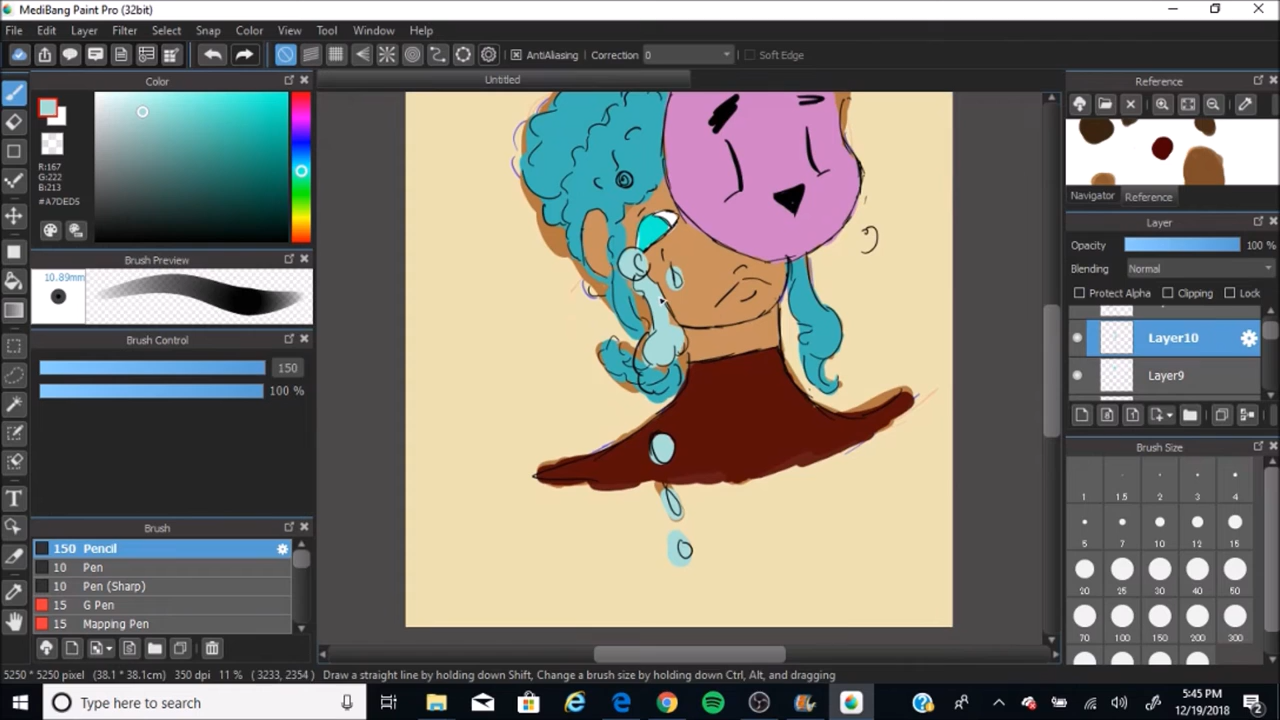 MediBang Paint Pro (32bit)
File Edit Layer Filter Select Snap Color View Tool Window Help
AntiAliasing Correction 0 Soft Edge
Color Untitled Reference
R:167
G:222
B:213
#A7DED5
Navigator Reference
Layer
Opacity 100 %
Blending Normal
Protect Alpha Clipping Lock
Layer10
Layer9
Brush Preview
10.89mm
Brush Control
150
100 %
Brush
150 Pencil
10 Pen
10 Pen (Sharp)
15 G Pen
15 Mapping Pen
Brush Size
1 1.5 2 3 4
5 7 10 12 15
20 25 30 40 50
70 100 150 200 300
5250 * 5250 pixel (38.1 * 38.1cm) 350 dpi 11 % ( 3233, 2354 ) Draw a straight line by holding down Shift, Change a brush size by holding down Ctrl, Alt, and dragging
Type here to search
5:45 PM
12/19/2018
2